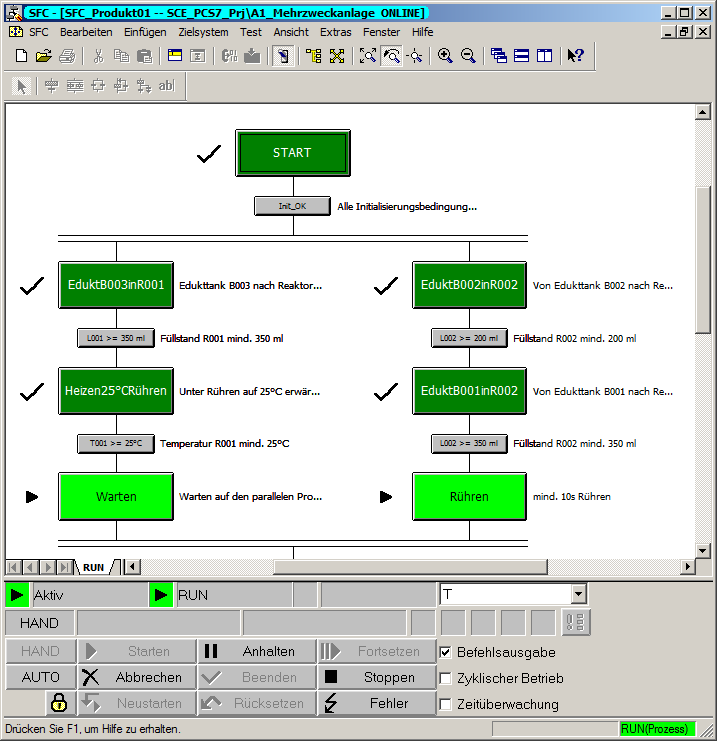 SFC - [SFC_Produkt01 -- SCE_PCS7_Prj\A1_Mehrzweckanlage ONLINE]
SFC Bearbeiten Einfügen Zielsystem Test Ansicht Extras Fenster Hilfe
ab|
START
Init_OK Alle Initialisierungsbedingung...
EduktB003inR001 Edukttank B003 nach Reaktor... EduktB002inR002 Von Edukttank B002 nach Re...
L001 >= 350 ml Füllstand R001 mind. 350 ml L002 >= 200 ml Füllstand R002 mind. 200 ml
Heizen25°CRühren Unter Rühren auf 25°C erwär... EduktB001inR002 Von Edukttank B001 nach Re...
T001 >= 25°C Temperatur R001 mind. 25°C L002 >= 350 ml Füllstand R002 mind. 350 ml
Warten Warten auf den parallelen Pro... Rühren mind. 10s Rühren
RUN
Aktiv RUN T
HAND
HAND Starten Anhalten Fortsetzen Befehlsausgabe
AUTO Abbrechen Beenden Stoppen Zyklischer Betrieb
Neustarten Rücksetzen Fehler Zeitüberwachung
Drücken Sie F1, um Hilfe zu erhalten. RUN(Prozess)